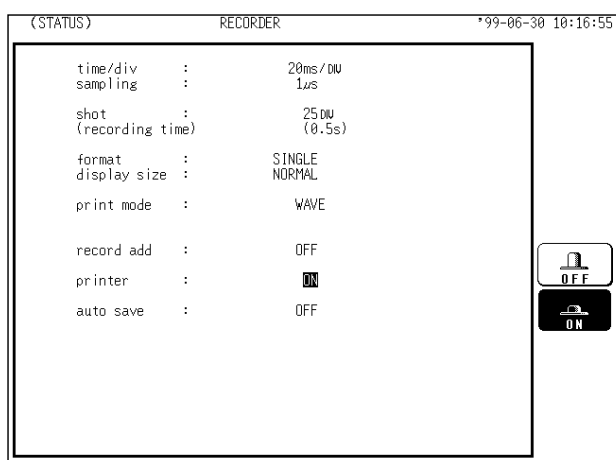 (STATUS) RECORDER '99-06-30 10:16:55
time/div : 20ms/DIV
sampling : 1µs
shot : 25DIV
(recording time) (0.5s)
format : SINGLE
display size : NORMAL
print mode : WAVE
record add : OFF
printer : ON
auto save : OFF
OFF
ON